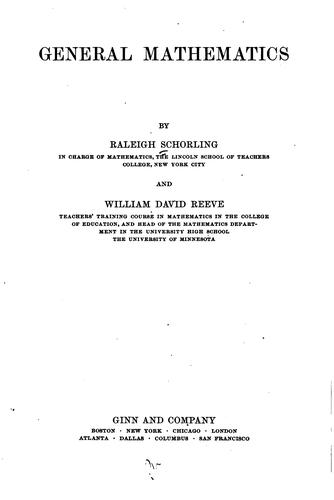 GENERAL MATHEMATICS
BY
RALEIGH SCHORLING
IN CHARGE OF MATHEMATICS, THE LINCOLN SCHOOL OF TEACHERS
COLLEGE, NEW YORK CITY
AND
WILLIAM DAVID REEVE
TEACHERS' TRAINING COURSE IN MATHEMATICS IN THE COLLEGE
OF EDUCATION, AND HEAD OF THE MATHEMATICS DEPART-
MENT IN THE UNIVERSITY HIGH SCHOOL
THE UNIVERSITY OF MINNESOTA
GINN AND COMPANY
BOSTON · NEW YORK · CHICAGO · LONDON
ATLANTA · DALLAS · COLUMBUS · SAN FRANCISCO